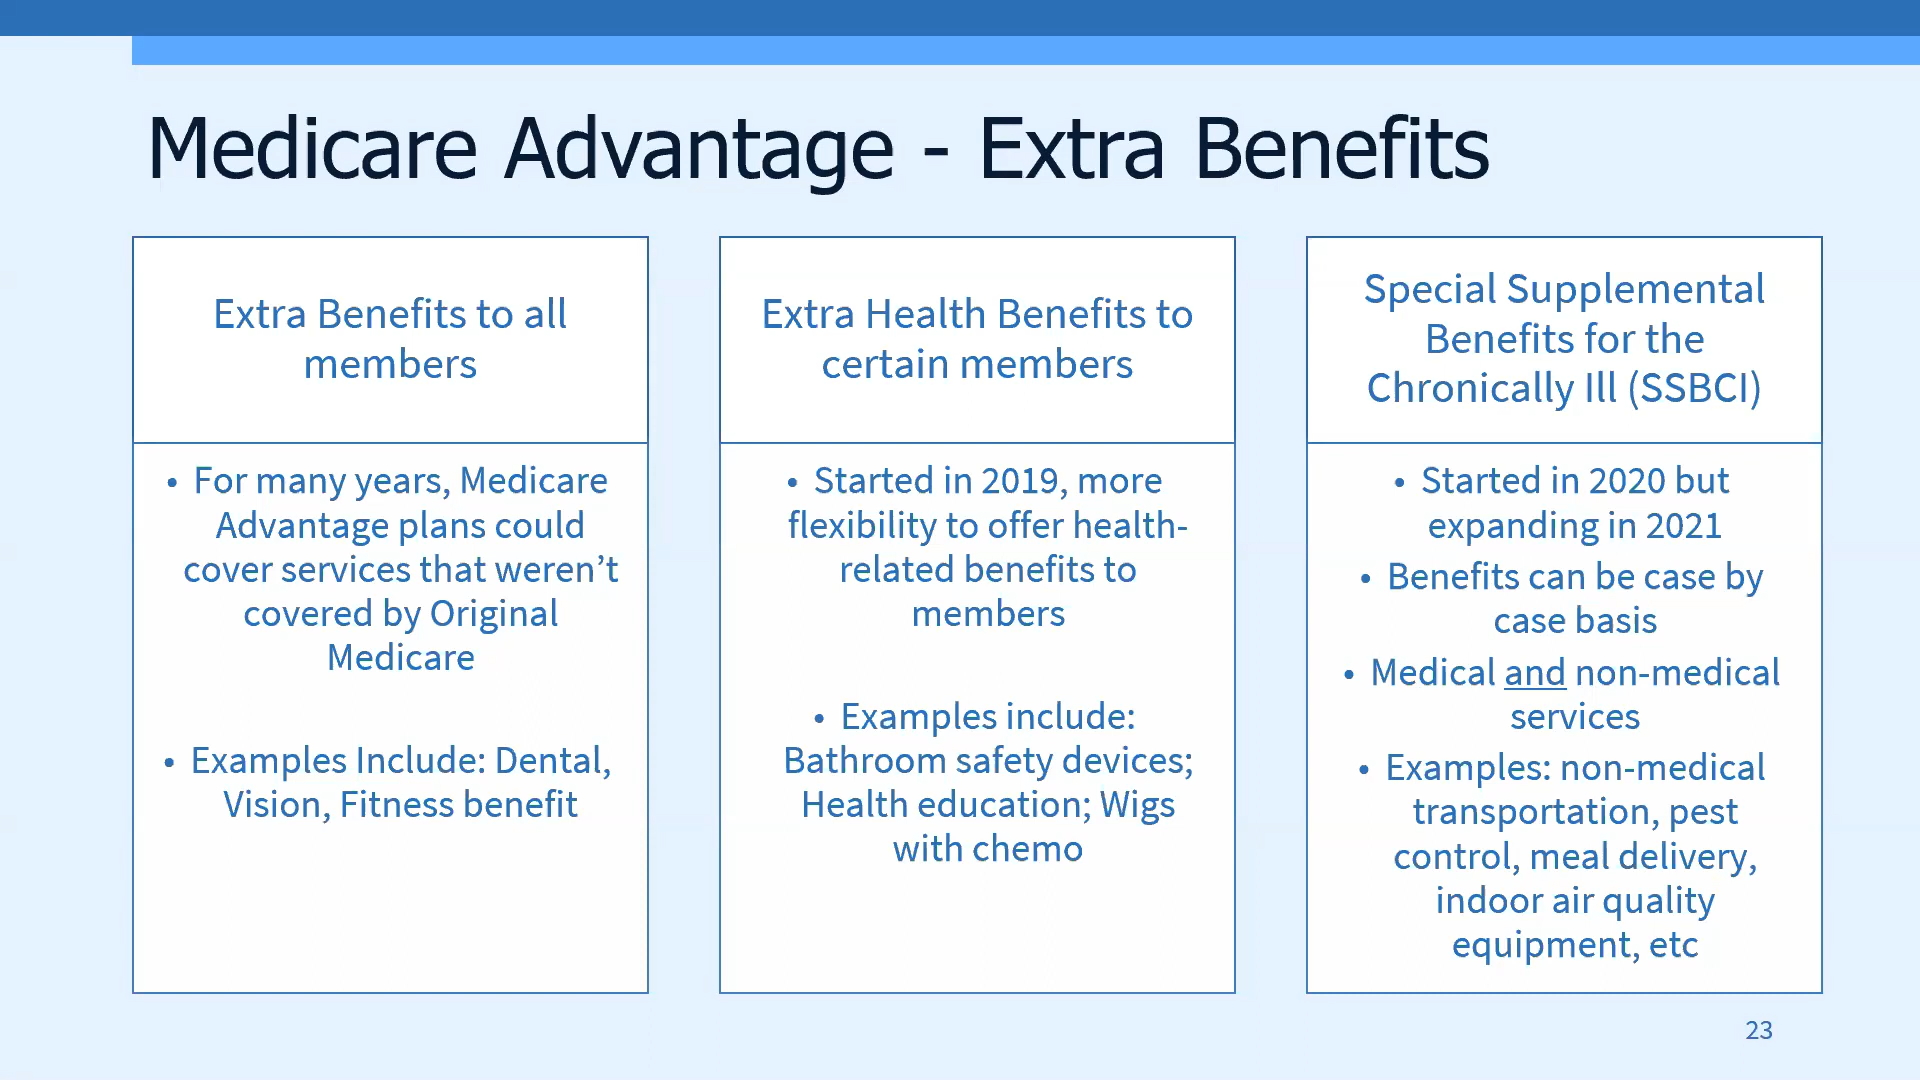 Medicare Advantage - Extra Benefits
Extra Benefits to all
members
• For many years, Medicare
Advantage plans could
cover services that weren’t
covered by Original
Medicare
• Examples Include: Dental,
Vision, Fitness benefit
Extra Health Benefits to
certain members
• Started in 2019, more
flexibility to offer health-
related benefits to
members
• Examples include:
Bathroom safety devices;
Health education; Wigs
with chemo
Special Supplemental
Benefits for the
Chronically Ill (SSBCI)
• Started in 2020 but
expanding in 2021
• Benefits can be case by
case basis
• Medical and non-medical
services
• Examples: non-medical
transportation, pest
control, meal delivery,
indoor air quality
equipment, etc
23